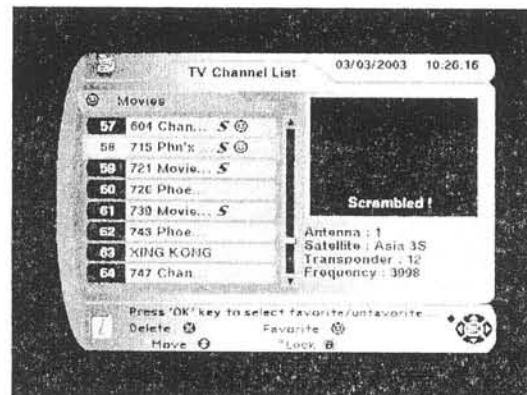 TV Channel List
03/03/2003 10:26:16
Movies
57 604 Chan... S
58 715 Phn'x ... S
59 721 Movie... S
60 726 Phoe...
61 739 Movie... S
62 743 Phoe...
63 XING KONG
64 747 Chan...
Scrambled !
Antenna : 1
Satellite : Asia 3S
Transponder : 12
Frequency : 3998
Press 'OK' key to select favorite/unfavorite...
Delete
Favorite
Move
Lock